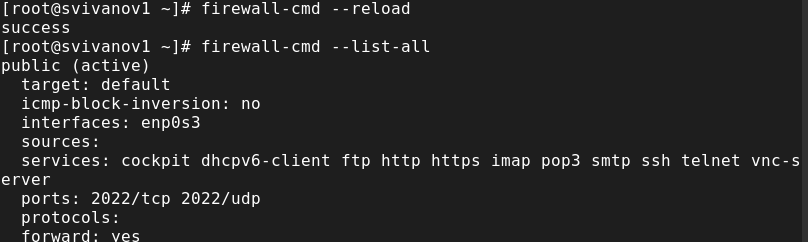 [root@svivanov1 ~]# firewall-cmd --reload
success
[root@svivanov1 ~]# firewall-cmd --list-all
public (active)
  target: default
  icmp-block-inversion: no
  interfaces: enp0s3
  sources:
  services: cockpit dhcpv6-client ftp http https imap pop3 smtp ssh telnet vnc-s
erver
  ports: 2022/tcp 2022/udp
  protocols:
  forward: yes